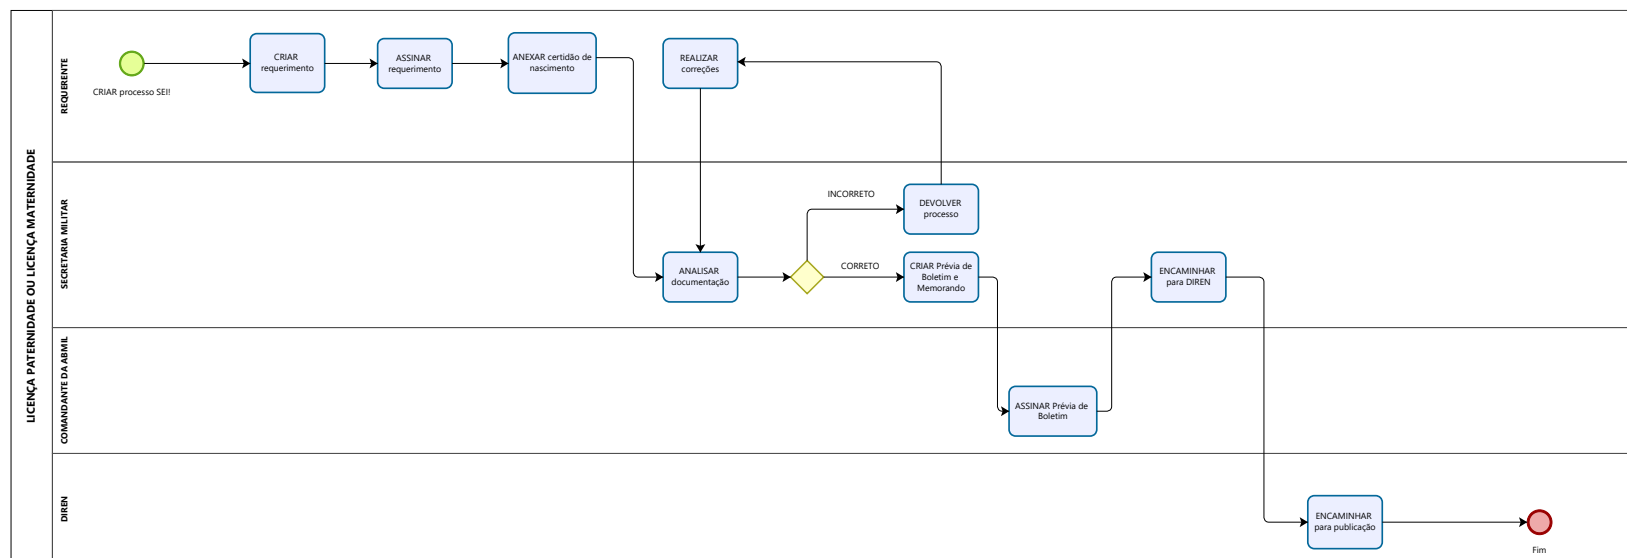 LICENÇA PATERNIDADE OU LICENÇA MATERNIDADE
REQUERENTE
CRIAR processo SEI!
CRIAR
requerimento
ASSINAR
requerimento
ANEXAR certidão de
nascimento
REALIZAR
correções
SECRETARIA MILITAR
ANALISAR
documentação
INCORRETO
DEVOLVER
processo
CORRETO
CRIAR Prévia de
Boletim e
Memorando
ENCAMINHAR
para DIREN
COMANDANTE DA ABMIL
ASSINAR Prévia de
Boletim
DIREN
ENCAMINHAR
para publicação
Fim